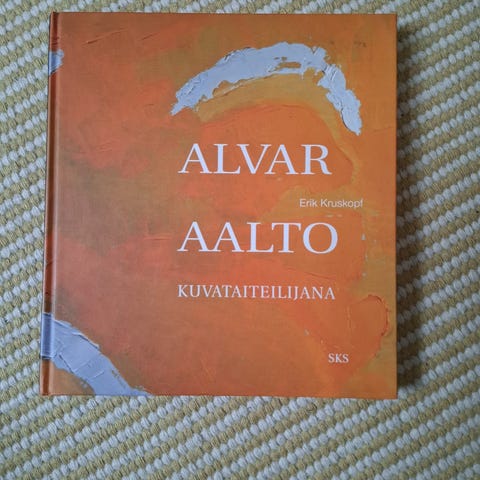 ALVAR
Erik Kruskopf
AALTO
KUVATAITEILIJANA
SKS